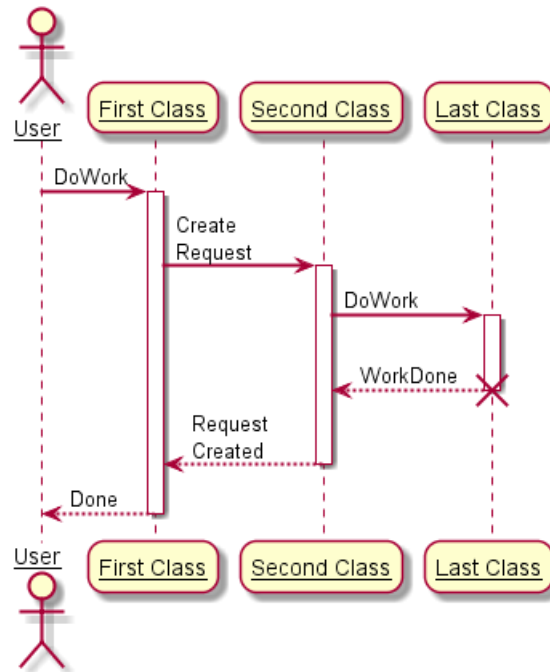 User
First Class
Second Class
Last Class
DoWork
Create
Request
DoWork
WorkDone
Request
Created
Done
User
First Class
Second Class
Last Class